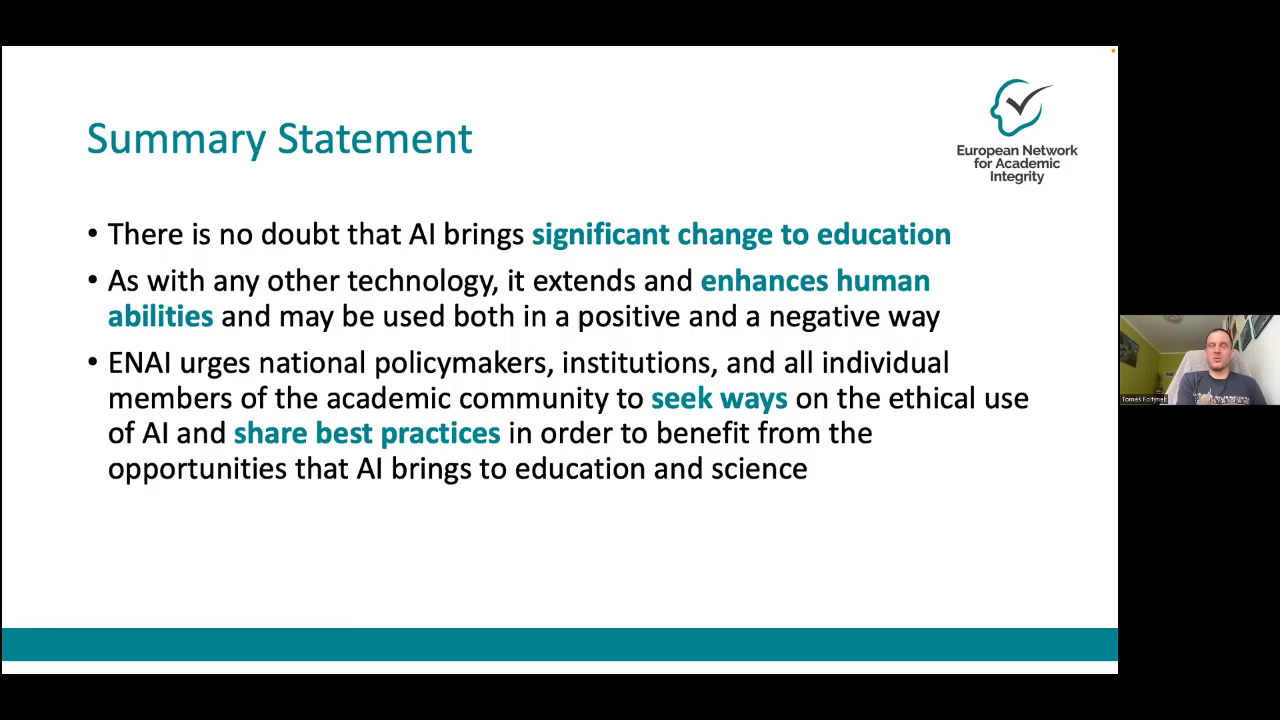 Summary Statement
European Network
for Academic
Integrity
• There is no doubt that AI brings significant change to education
• As with any other technology, it extends and enhances human
abilities and may be used both in a positive and a negative way
• ENAI urges national policymakers, institutions, and all individual
members of the academic community to seek ways on the ethical use
of AI and share best practices in order to benefit from the
opportunities that AI brings to education and science
Tomáš Foltýnek